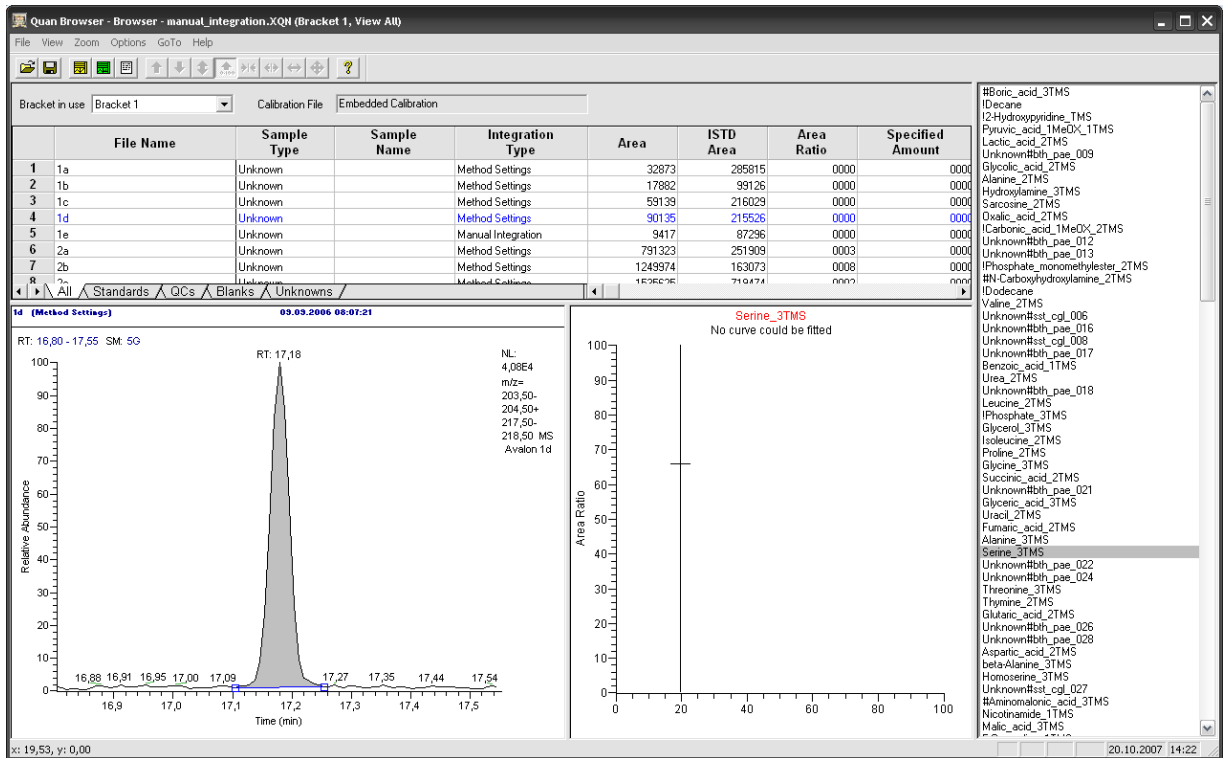 Quan Browser - Browser - manual_integration.XQN (Bracket 1, View All)
File View Zoom Options GoTo Help
Bracket in use Bracket 1 Calibration File Embedded Calibration
File Name Sample Type Sample Name Integration Type Area ISTD Area Area Ratio Specified Amount
1 1a Unknown Method Settings 32873 285815 0000 0000
2 1b Unknown Method Settings 17882 99126 0000 0000
3 1c Unknown Method Settings 59139 216029 0000 0000
4 1d Unknown Method Settings 90135 215526 0000 0000
5 1e Unknown Manual Integration 9417 87296 0000 0000
6 2a Unknown Method Settings 791323 251909 0003 0000
7 2b Unknown Method Settings 1249974 163073 0008 0000
All Standards QCs Blanks Unknowns
1d (Method Settings) 09.09.2006 08:07:21
RT: 16,80 - 17,55 SM: 5G
RT: 17,18
NL:
4,08E4
m/z=
203,50-
204,50+
217,50-
218,50 MS
Avalon 1d
100
90
80
70
60
50
40
30
20
10
0
Relative Abundance
16,88 16,91 16,95 17,00 17,09 17,27 17,35 17,44 17,54
16,9 17,0 17,1 17,2 17,3 17,4 17,5
Time (min)
Serine_3TMS
No curve could be fitted
100
90
80
70
60
50
40
30
20
10
0
Area Ratio
0 20 40 60 80 100
#Boric_acid_3TMS
!Decane
!2-Hydroxypyridine_TMS
Pyruvic_acid_1MeOX_1TMS
Lactic_acid_2TMS
Unknown#bth_pae_009
Glycolic_acid_2TMS
Alanine_2TMS
Hydroxylamine_3TMS
Sarcosine_2TMS
Oxalic_acid_2TMS
!Carbonic_acid_1MeOX_2TMS
Unknown#bth_pae_012
Unknown#bth_pae_013
!Phosphate_monomethylester_2TMS
#N-Carboxyhydroxylamine_2TMS
!Dodecane
Valine_2TMS
Unknown#sst_cgl_006
Unknown#bth_pae_016
Unknown#sst_cgl_008
Unknown#bth_pae_017
Benzoic_acid_1TMS
Urea_2TMS
Unknown#bth_pae_018
Leucine_2TMS
!Phosphate_3TMS
Glycerol_3TMS
Isoleucine_2TMS
Proline_2TMS
Glycine_3TMS
Succinic_acid_2TMS
Unknown#bth_pae_021
Glyceric_acid_3TMS
Uracil_2TMS
Fumaric_acid_2TMS
Alanine_3TMS
Serine_3TMS
Unknown#bth_pae_022
Unknown#bth_pae_024
Threonine_3TMS
Thymine_2TMS
Glutaric_acid_2TMS
Unknown#bth_pae_026
Unknown#bth_pae_028
Aspartic_acid_2TMS
beta-Alanine_3TMS
Homoserine_3TMS
Unknown#sst_cgl_027
#Aminomalonic_acid_3TMS
Nicotinamide_1TMS
Malic_acid_3TMS
x: 19,53, y: 0,00
20.10.2007 14:22